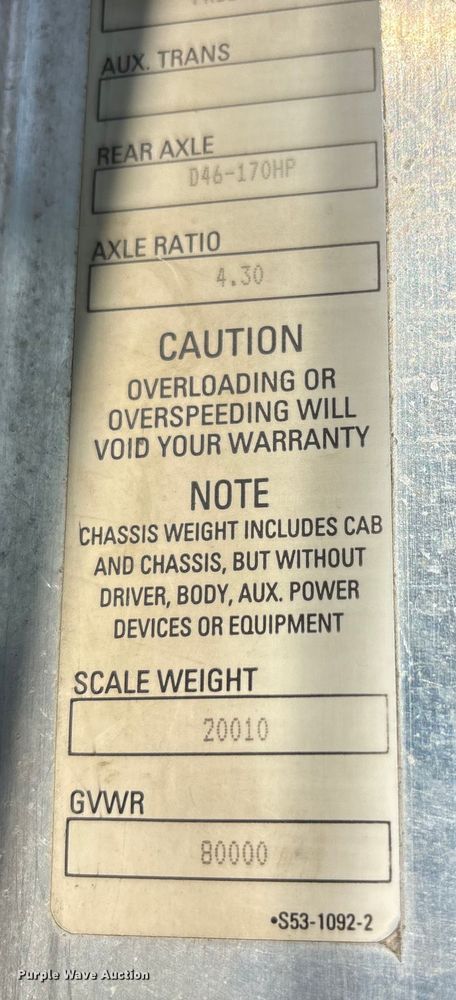 AUX. TRANS
REAR AXLE
D46-170HP
AXLE RATIO
4.30
CAUTION
OVERLOADING OR
OVERSPEEDING WILL
VOID YOUR WARRANTY
NOTE
CHASSIS WEIGHT INCLUDES CAB
AND CHASSIS, BUT WITHOUT
DRIVER, BODY, AUX. POWER
DEVICES OR EQUIPMENT
SCALE WEIGHT
20010
GVWR
80000
•S53-1092-2
Purple Wave Auction